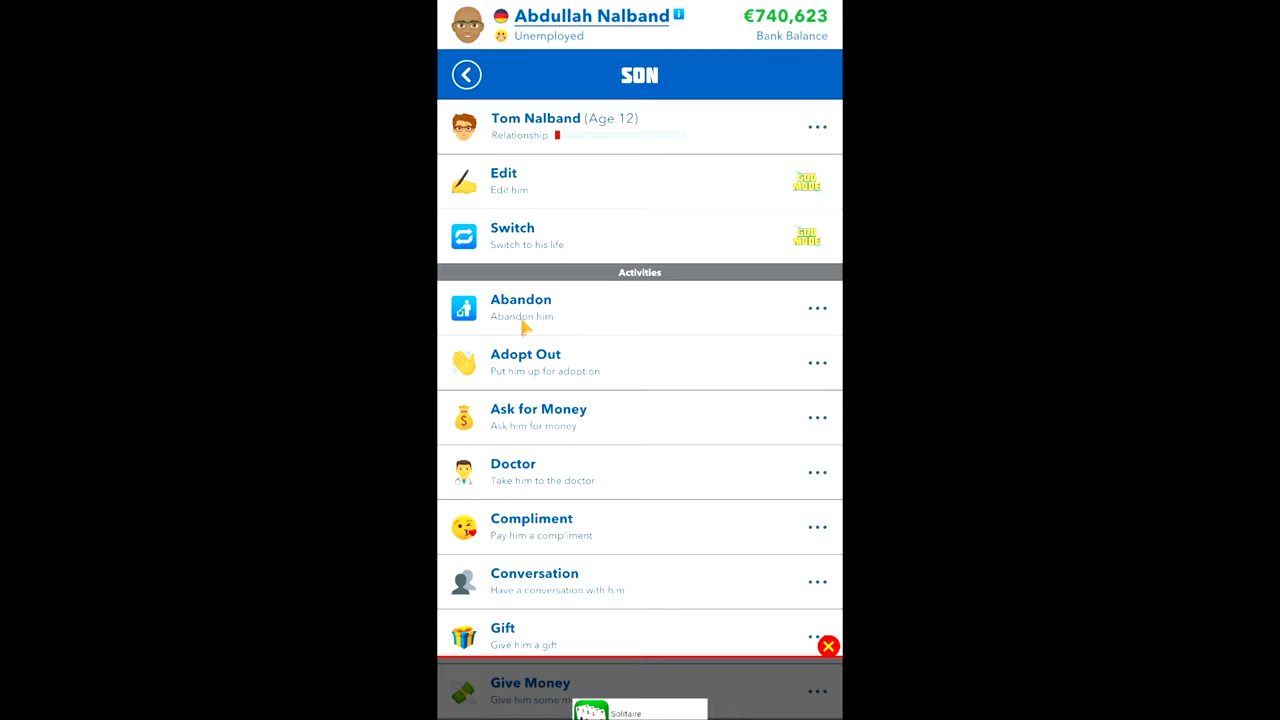 Abdullah Nalband
€740,623
Unemployed
Bank Balance
SON
Tom Nalband (Age 12)
Relationship
Edit
Edit him
GOD MODE
Switch
Switch to his life
GOD MODE
Activities
Abandon
Abandon him
Adopt Out
Put him up for adoption
Ask for Money
Ask him for money
Doctor
Take him to the doctor
Compliment
Pay him a compliment
Conversation
Have a conversation with him
Gift
Give him a gift
Give Money
Give him some
Solitaire